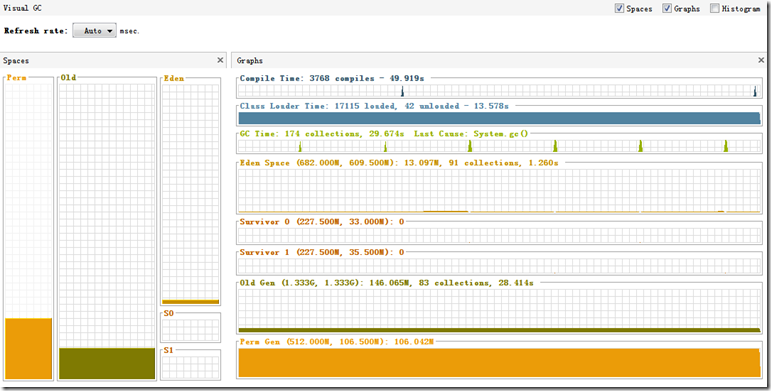 Visual GC
Spaces Graphs Histogram
Refresh rate: Auto msec.
Spaces
Perm
Old
Eden
S0
S1
Graphs
Compile Time: 3768 compiles - 49.919s
Class Loader Time: 17115 loaded, 42 unloaded - 13.578s
GC Time: 174 collections, 29.674s Last Cause: System.gc()
Eden Space (682.000M, 609.500M): 13.097M, 91 collections, 1.260s
Survivor 0 (227.500M, 33.000M): 0
Survivor 1 (227.500M, 35.500M): 0
Old Gen (1.333G, 1.333G): 146.065M, 83 collections, 28.414s
Perm Gen (512.000M, 106.500M): 106.042M